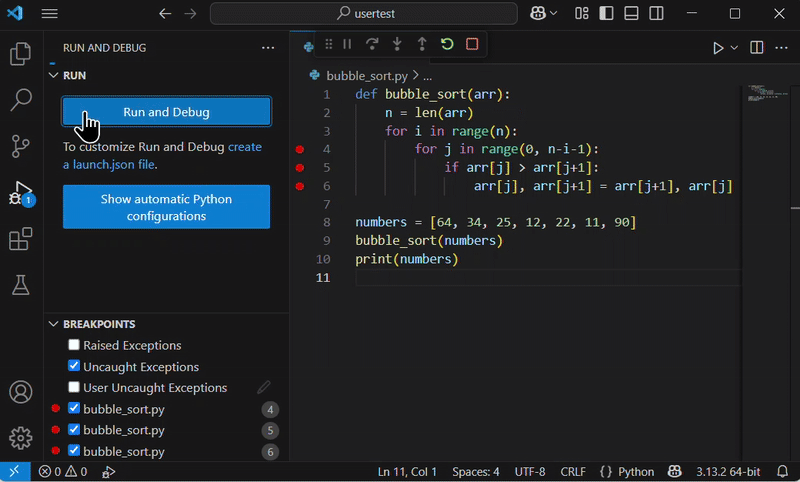 usertest
RUN AND DEBUG
RUN
Run and Debug
To customize Run and Debug create
a launch.json file.
Show automatic Python
configurations
1
BREAKPOINTS
Raised Exceptions
Uncaught Exceptions
User Uncaught Exceptions
bubble_sort.py 4
bubble_sort.py 5
bubble_sort.py 6
bubble_sort.py > ...
1 def bubble_sort(arr):
2 n = len(arr)
3 for i in range(n):
4 for j in range(0, n-i-1):
5 if arr[j] > arr[j+1]:
6 arr[j], arr[j+1] = arr[j+1], arr[j]
7
8 numbers = [64, 34, 25, 12, 22, 11, 90]
9 bubble_sort(numbers)
10 print(numbers)
11
0 0 Ln 11, Col 1 Spaces: 4 UTF-8 CRLF {} Python 3.13.2 64-bit